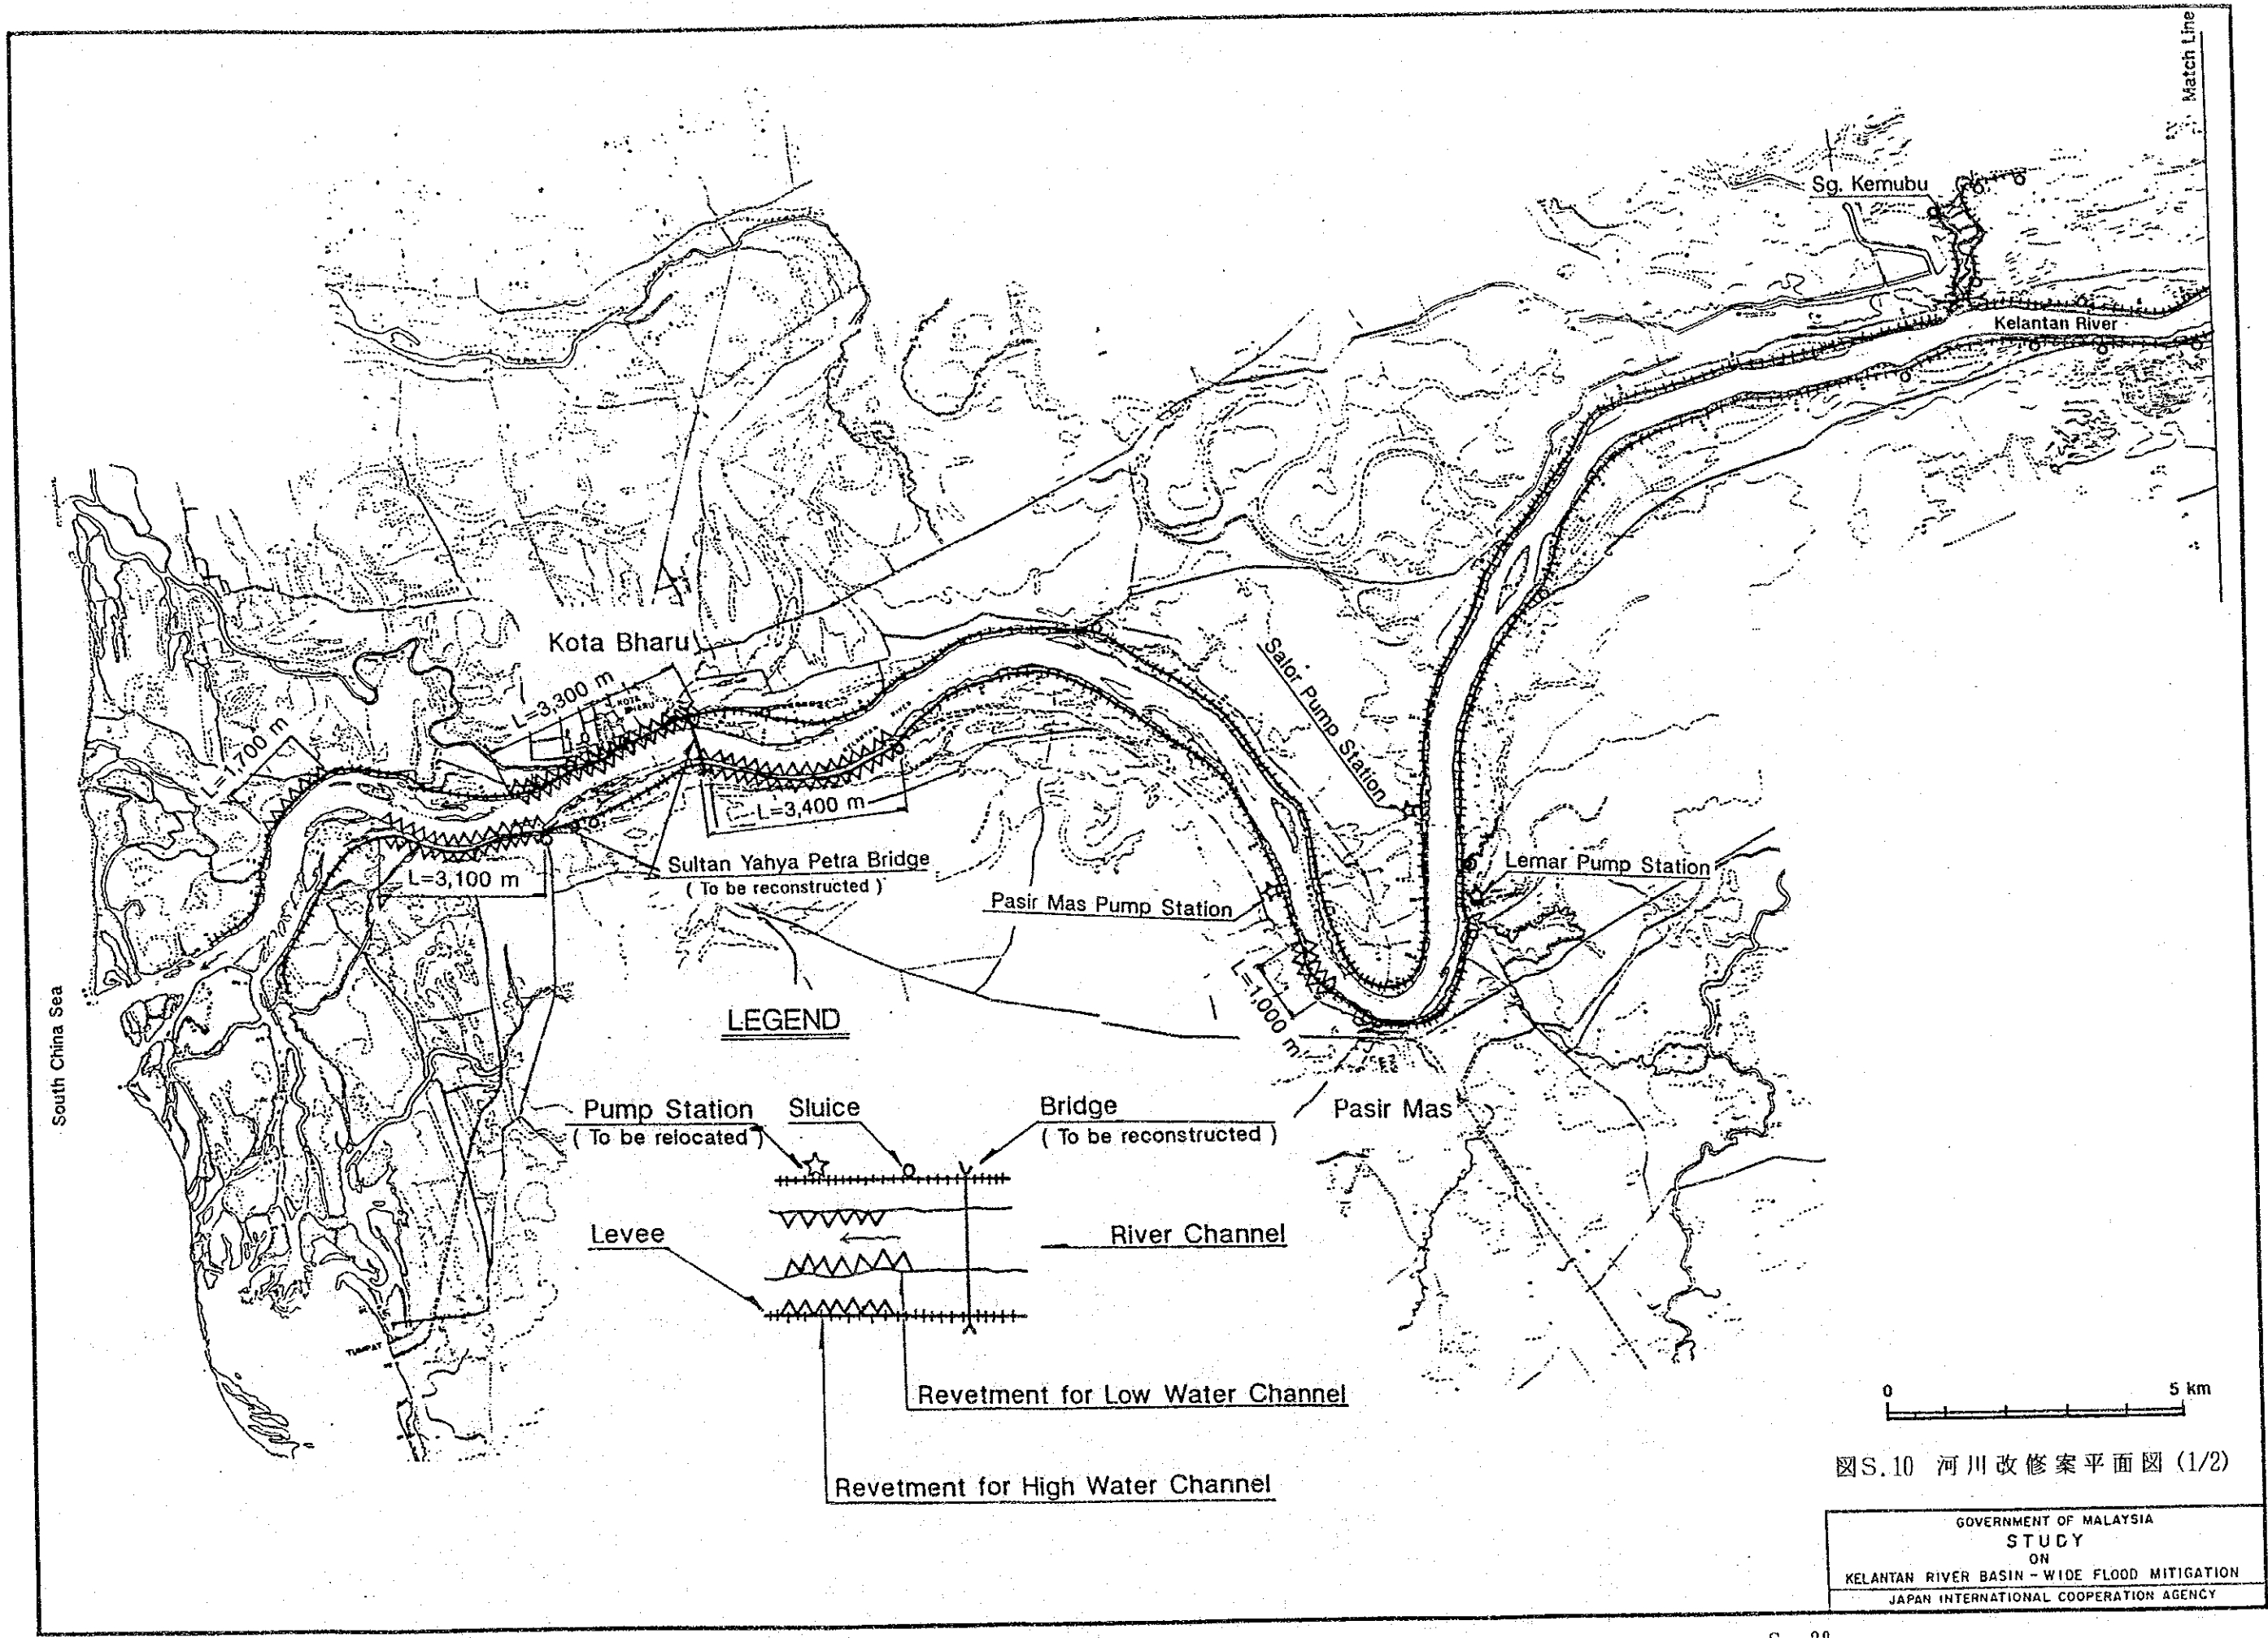 Match Line
Sg. Kemubu
Kelantan River
Kota Bharu
L=3,300 m
KOTA
BHARU
L=1,700 m
RIVER
Salor Pump Station
L=3,400 m
L=3,100 m
Sultan Yahya Petra Bridge
( To be reconstructed )
Lemar Pump Station
Pasir Mas Pump Station
L=1,000 m
South China Sea
LEGEND
Pump Station
( To be relocated )
Sluice
Bridge
( To be reconstructed )
Pasir Mas
Levee
River Channel
TUMPAT
Revetment for Low Water Channel
Revetment for High Water Channel
0 5 km
図S.10 河川改修案平面図 (1/2)
GOVERNMENT OF MALAYSIA
STUDY
ON
KELANTAN RIVER BASIN-WIDE FLOOD MITIGATION
JAPAN INTERNATIONAL COOPERATION AGENCY